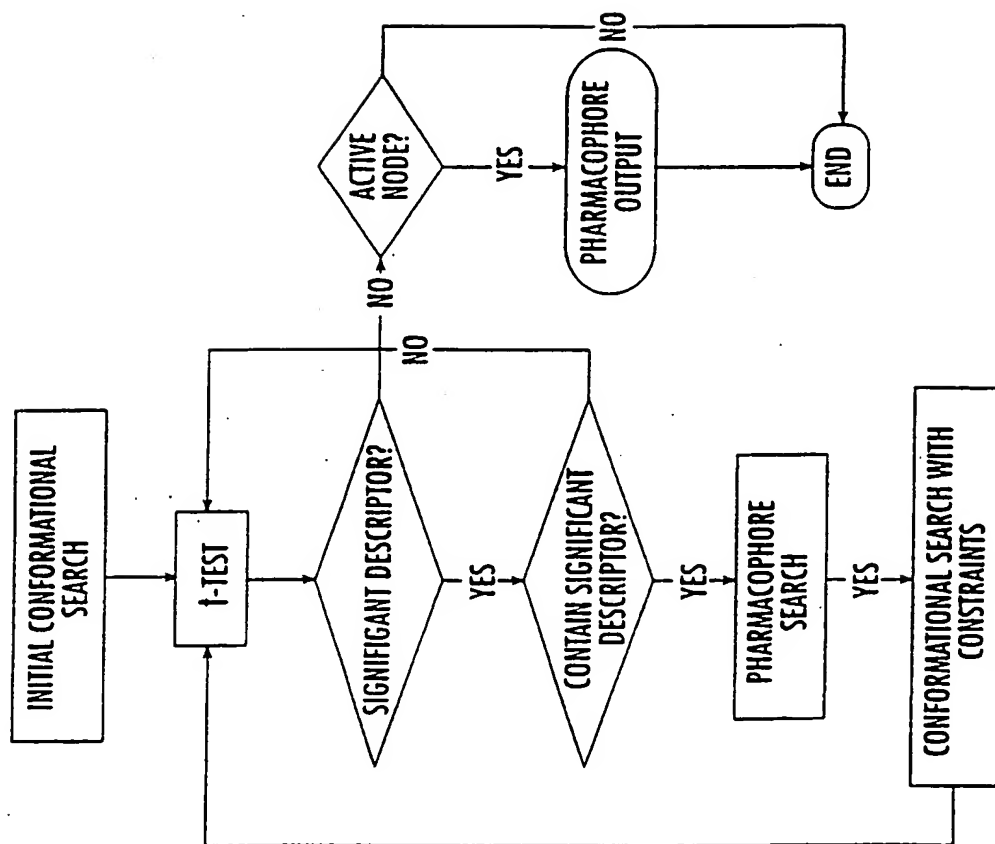 INITIAL CONFORMATIONAL
SEARCH
t-TEST
SIGNIFIGANT DESCRIPTOR?
NO
YES
CONTAIN SIGNIFICANT
DESCRIPTOR?
NO
YES
PHARMACOPHORE
SEARCH
YES
CONFORMATIONAL SEARCH WITH
CONSTRAINTS
ACTIVE
NODE?
NO
YES
PHARMACOPHORE
OUTPUT
END